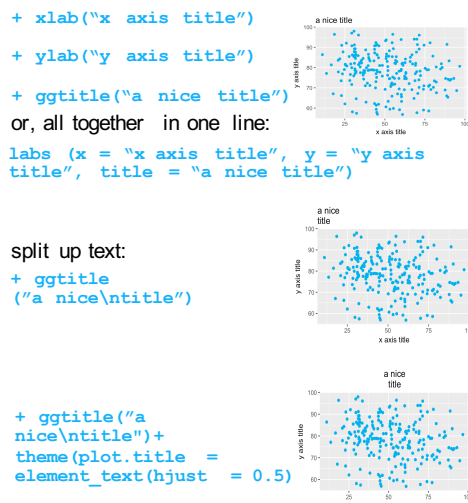 + xlab(“x axis title”)
+ ylab(“y axis title”)
+ ggtitle(“a nice title”)
or, all together in one line:
labs (x = “x axis title”, y = “y axis
title”, title = “a nice title”)
a nice title
100
90
80
70
60
25
50
75
100
y axis title
x axis title
split up text:
+ ggtitle
(”a nice\ntitle”)
a nice
title
100
90
80
70
60
25
50
75
y axis title
x axis title
+ ggtitle(”a
nice\ntitle")+
theme(plot.title =
element_text(hjust = 0.5)
a nice
title
100
90
80
70
60
25
50
75
100
y axis title